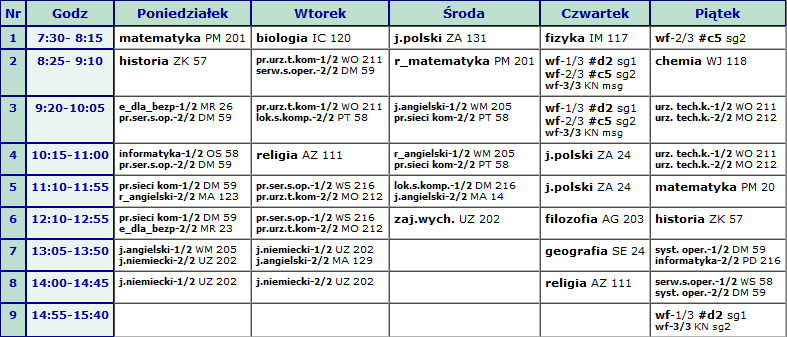 Nr Godz Poniedziałek Wtorek Środa Czwartek Piątek
1 7:30- 8:15 matematyka PM 201 biologia IC 120 j.polski ZA 131 fizyka IM 117 wf-2/3 #c5 sg2
2 8:25- 9:10 historia ZK 57 pr.urz.t.kom-1/2 WO 211 r_matematyka PM 201 wf-1/3 #d2 sg1 chemia WJ 118
serw.s.oper.-2/2 DM 59 wf-2/3 #c5 sg2
wf-3/3 KN msg
3 9:20-10:05 e_dla_bezp-1/2 MR 26 pr.urz.t.kom-1/2 WO 211 j.angielski-1/2 WM 205 wf-1/3 #d2 sg1 urz. tech.k.-1/2 WO 211
pr.ser.s.op.-2/2 DM 59 lok.s.komp.-2/2 PT 58 pr.sieci kom-2/2 PT 58 wf-2/3 #c5 sg2 urz. tech.k.-2/2 MO 212
wf-3/3 KN msg
4 10:15-11:00 informatyka-1/2 OS 58 religia AZ 111 r_angielski-1/2 WM 205 j.polski ZA 24 urz. tech.k.-1/2 WO 211
pr.ser.s.op.-2/2 DM 59 pr.sieci kom-2/2 PT 58 urz. tech.k.-2/2 MO 212
5 11:10-11:55 pr.sieci kom-1/2 DM 59 pr.ser.s.op.-1/2 WS 216 lok.s.komp.-1/2 DM 216 j.polski ZA 24 matematyka PM 20
r_angielski-2/2 MA 123 pr.urz.t.kom-2/2 MO 212 j.angielski-2/2 MA 14
6 12:10-12:55 pr.sieci kom-1/2 DM 59 pr.ser.s.op.-1/2 WS 216 zaj.wych. UZ 202 filozofia AG 203 historia ZK 57
e_dla_bezp-2/2 MR 23 pr.urz.t.kom-2/2 MO 212
7 13:05-13:50 j.angielski-1/2 WM 205 j.niemiecki-1/2 UZ 202 geografia SE 24 syst. oper.-1/2 DM 59
j.niemiecki-2/2 UZ 202 j.angielski-2/2 MA 129 informatyka-2/2 PD 216
8 14:00-14:45 j.niemiecki-1/2 UZ 202 j.niemiecki-2/2 UZ 202 religia AZ 111 serw.s.oper.-1/2 WS 58
syst. oper.-2/2 DM 59
9 14:55-15:40 wf-1/3 #d2 sg1
wf-3/3 KN sg2